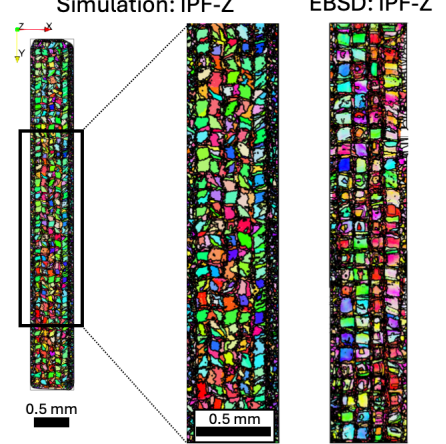 Simulation: IPF-Z
EBSD: IPF-Z
Z
X
Y
0.5 mm
0.5 mm